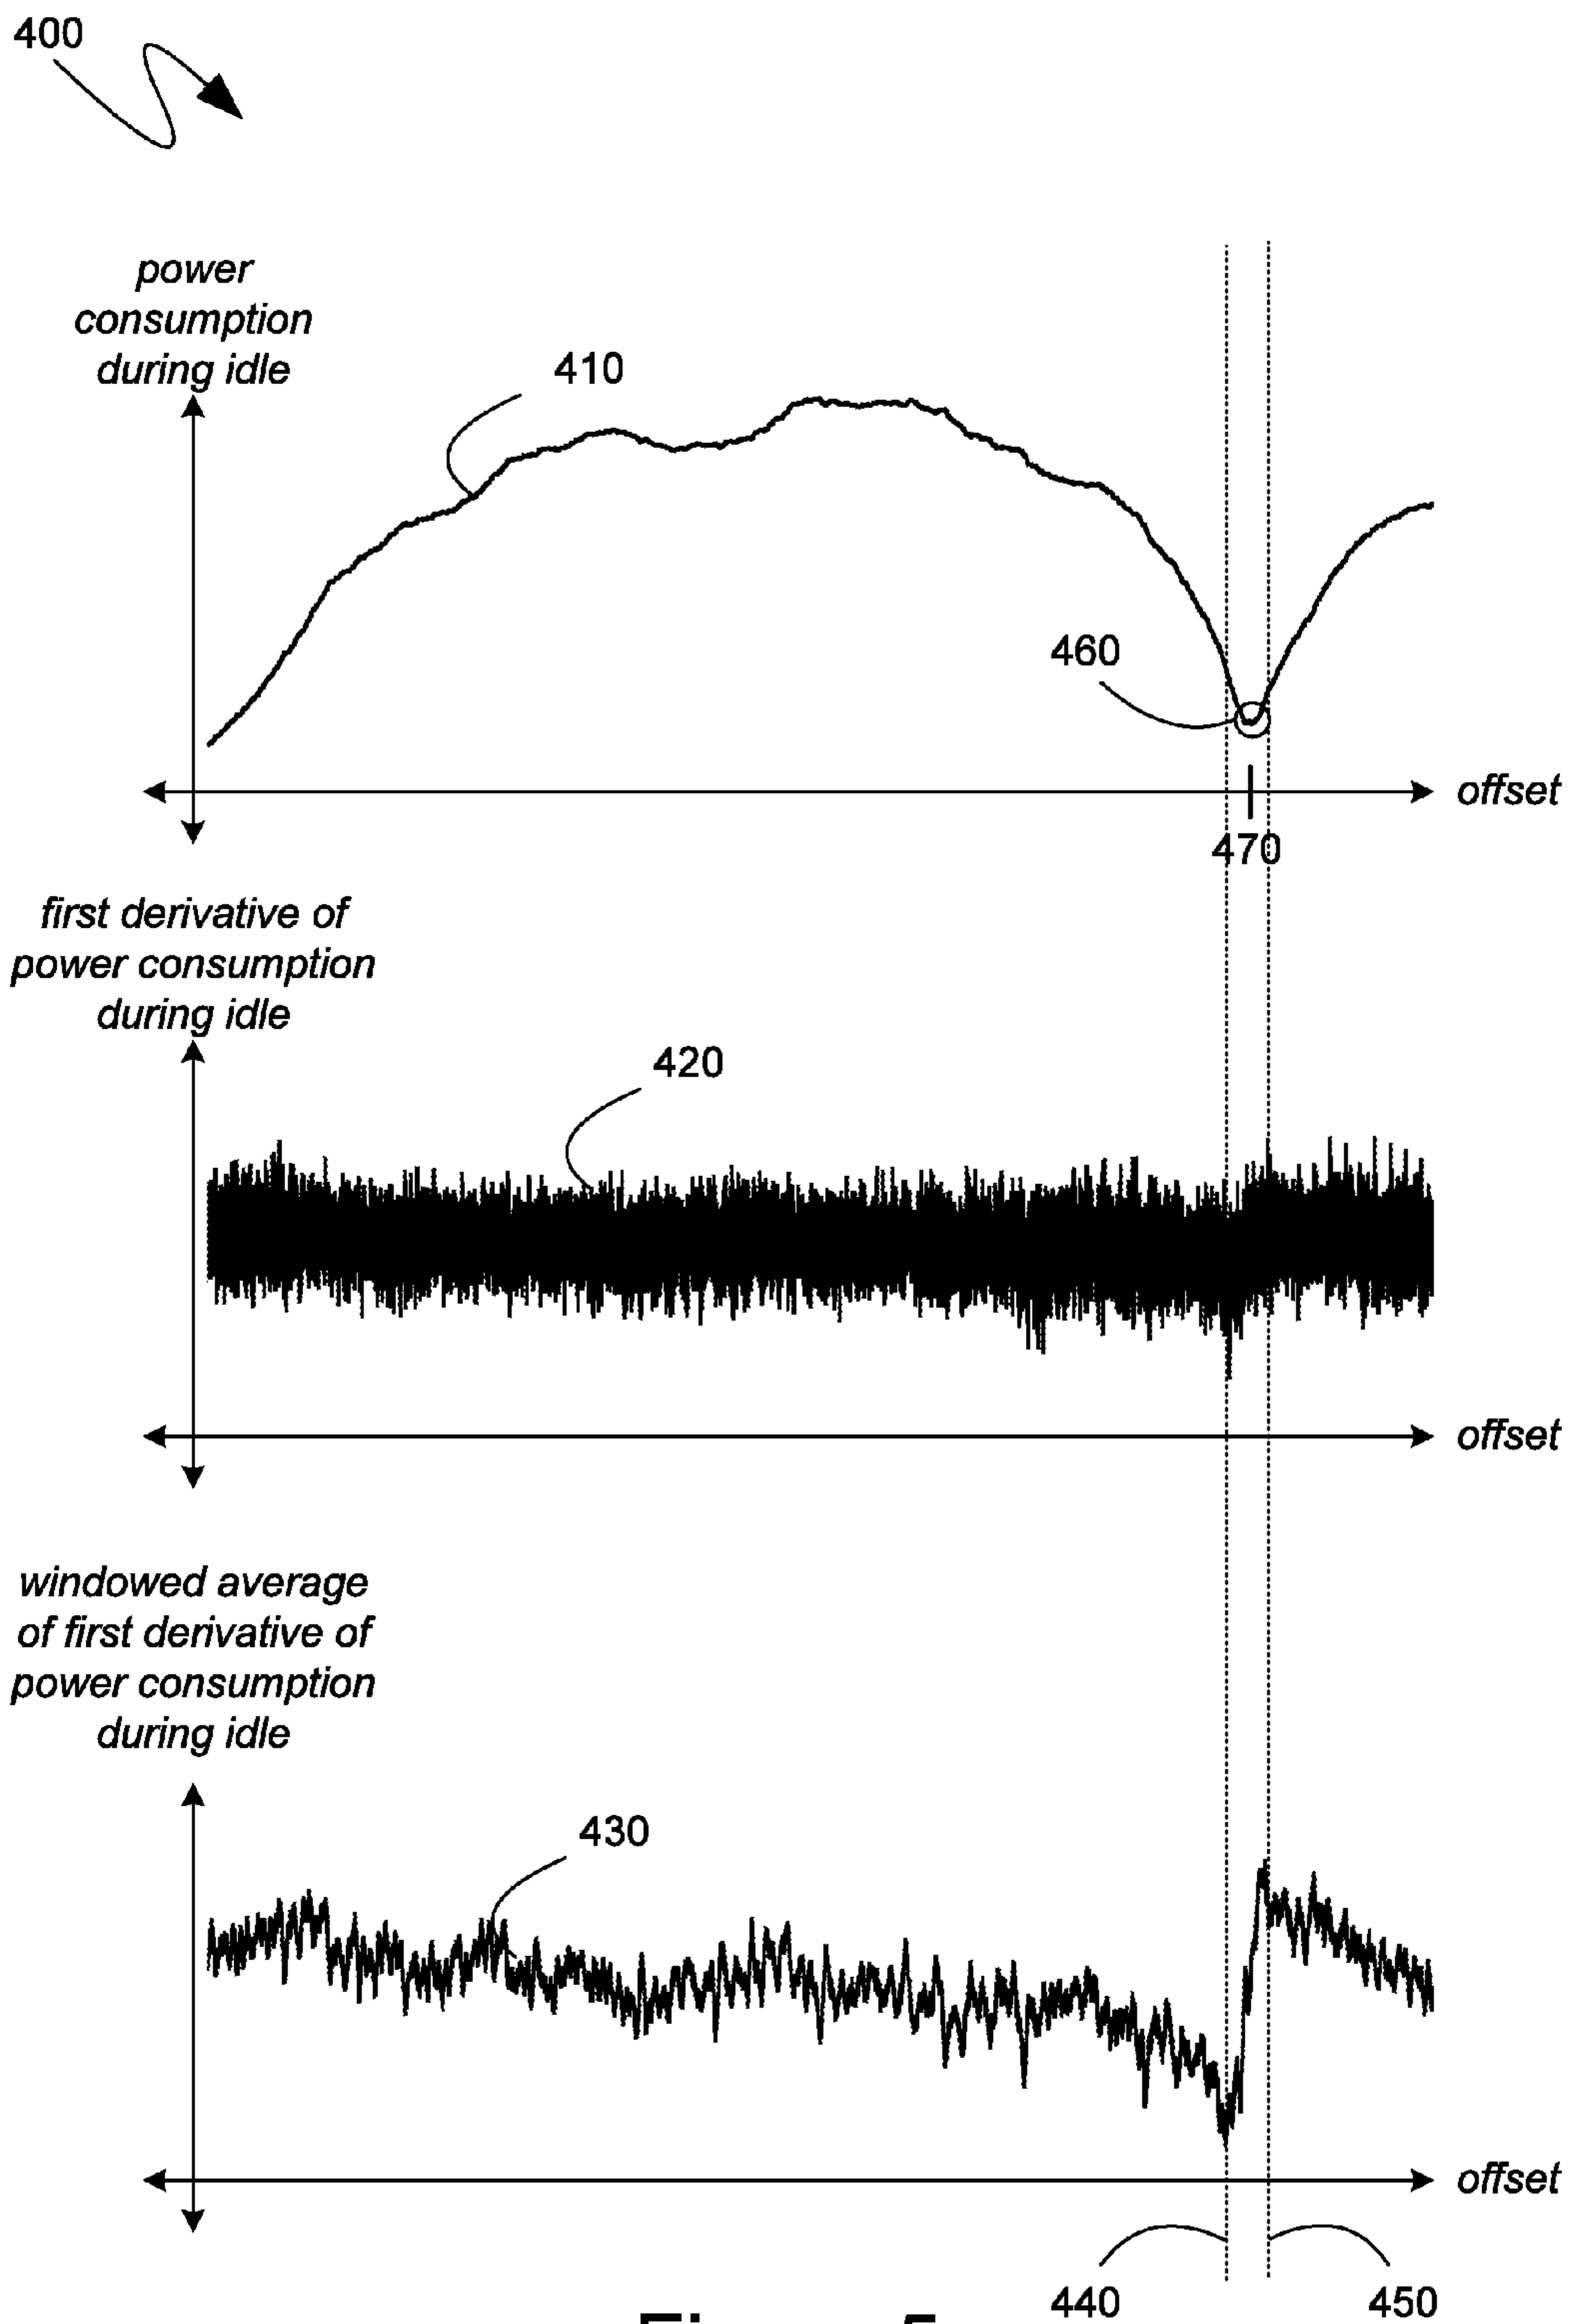 400
power
consumption
during idle
410
460
offset
470
first derivative of
power consumption
during idle
420
offset
windowed average
of first derivative of
power consumption
during idle
430
offset
440
450